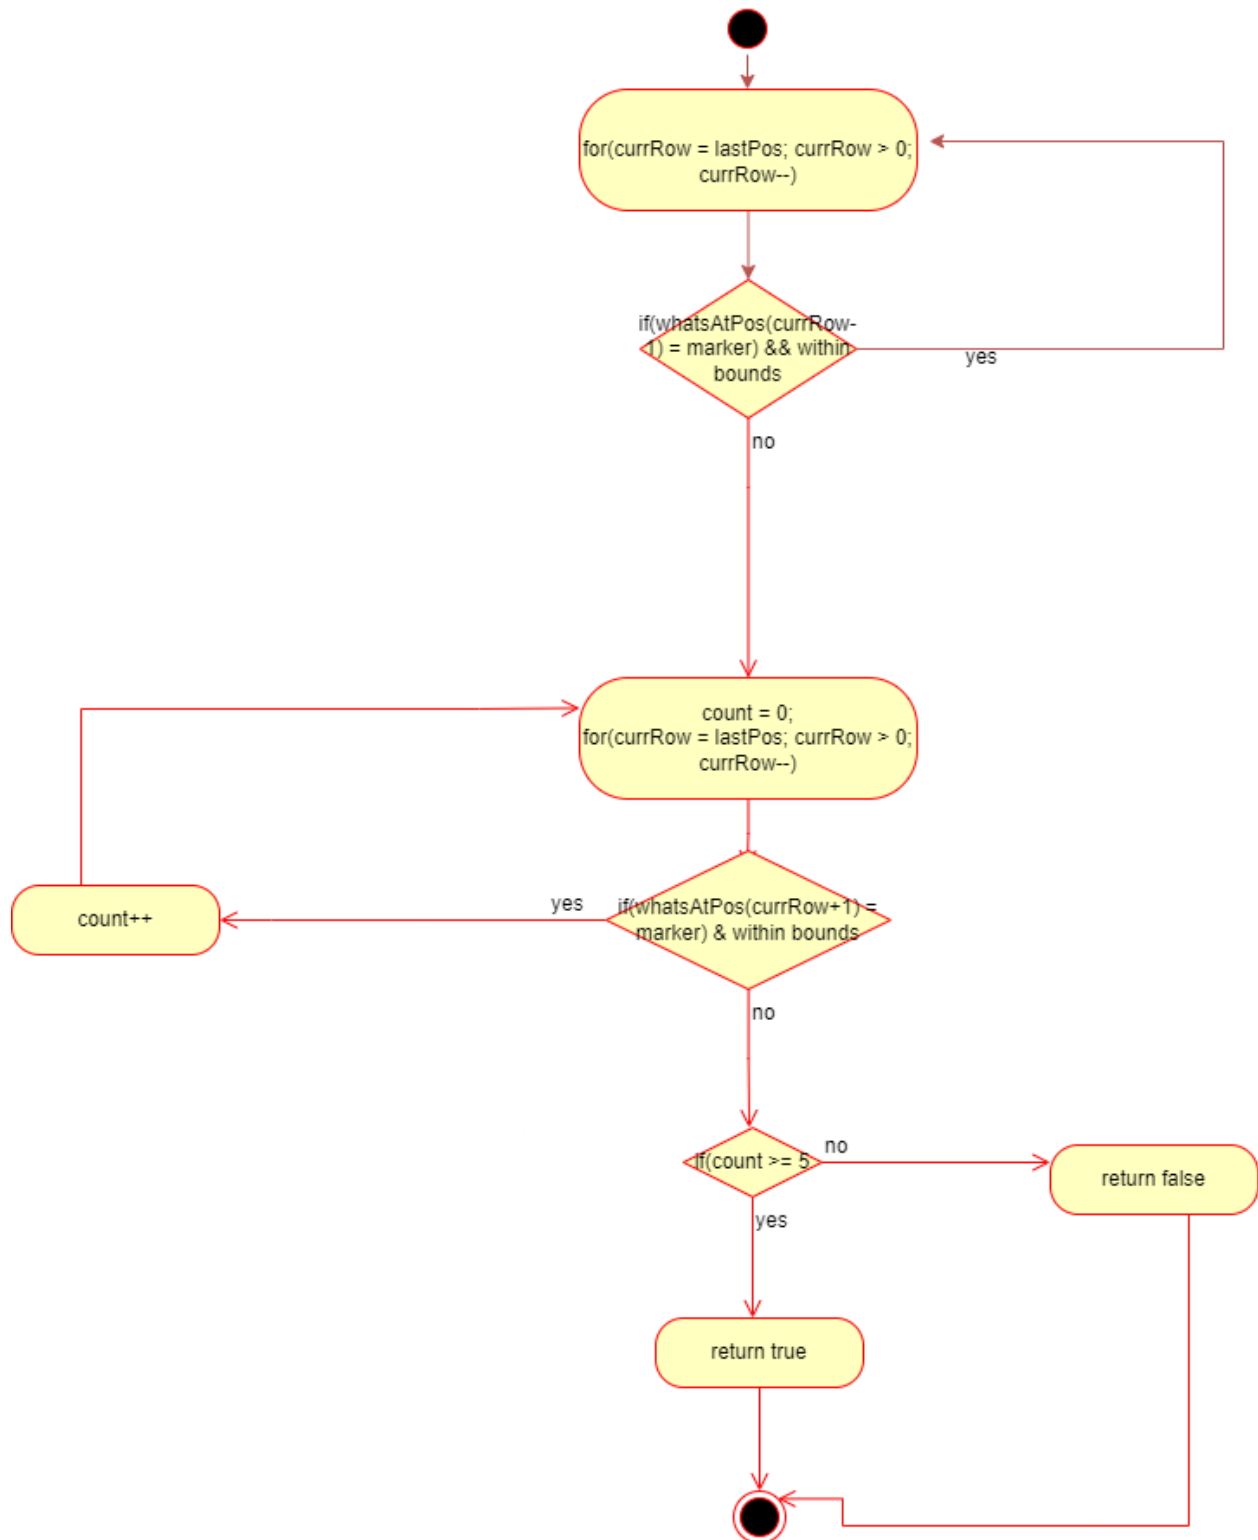 for(currRow = lastPos; currRow > 0;
currRow--)
if(whatsAtPos(currRow-
1) = marker) && within
bounds
yes
no
count = 0;
for(currRow = lastPos; currRow > 0;
currRow--)
yes
if(whatsAtPos(currRow+1) =
marker) & within bounds
count++
no
if(count >= 5
no
return false
yes
return true